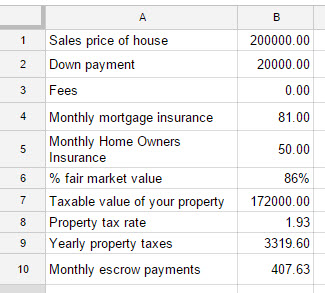 A B
1 Sales price of house 200000.00
2 Down payment 20000.00
3 Fees 0.00
4 Monthly mortgage insurance 81.00
5 Monthly Home Owners
Insurance 50.00
6 % fair market value 86%
7 Taxable value of your property 172000.00
8 Property tax rate 1.93
9 Yearly property taxes 3319.60
10 Monthly escrow payments 407.63